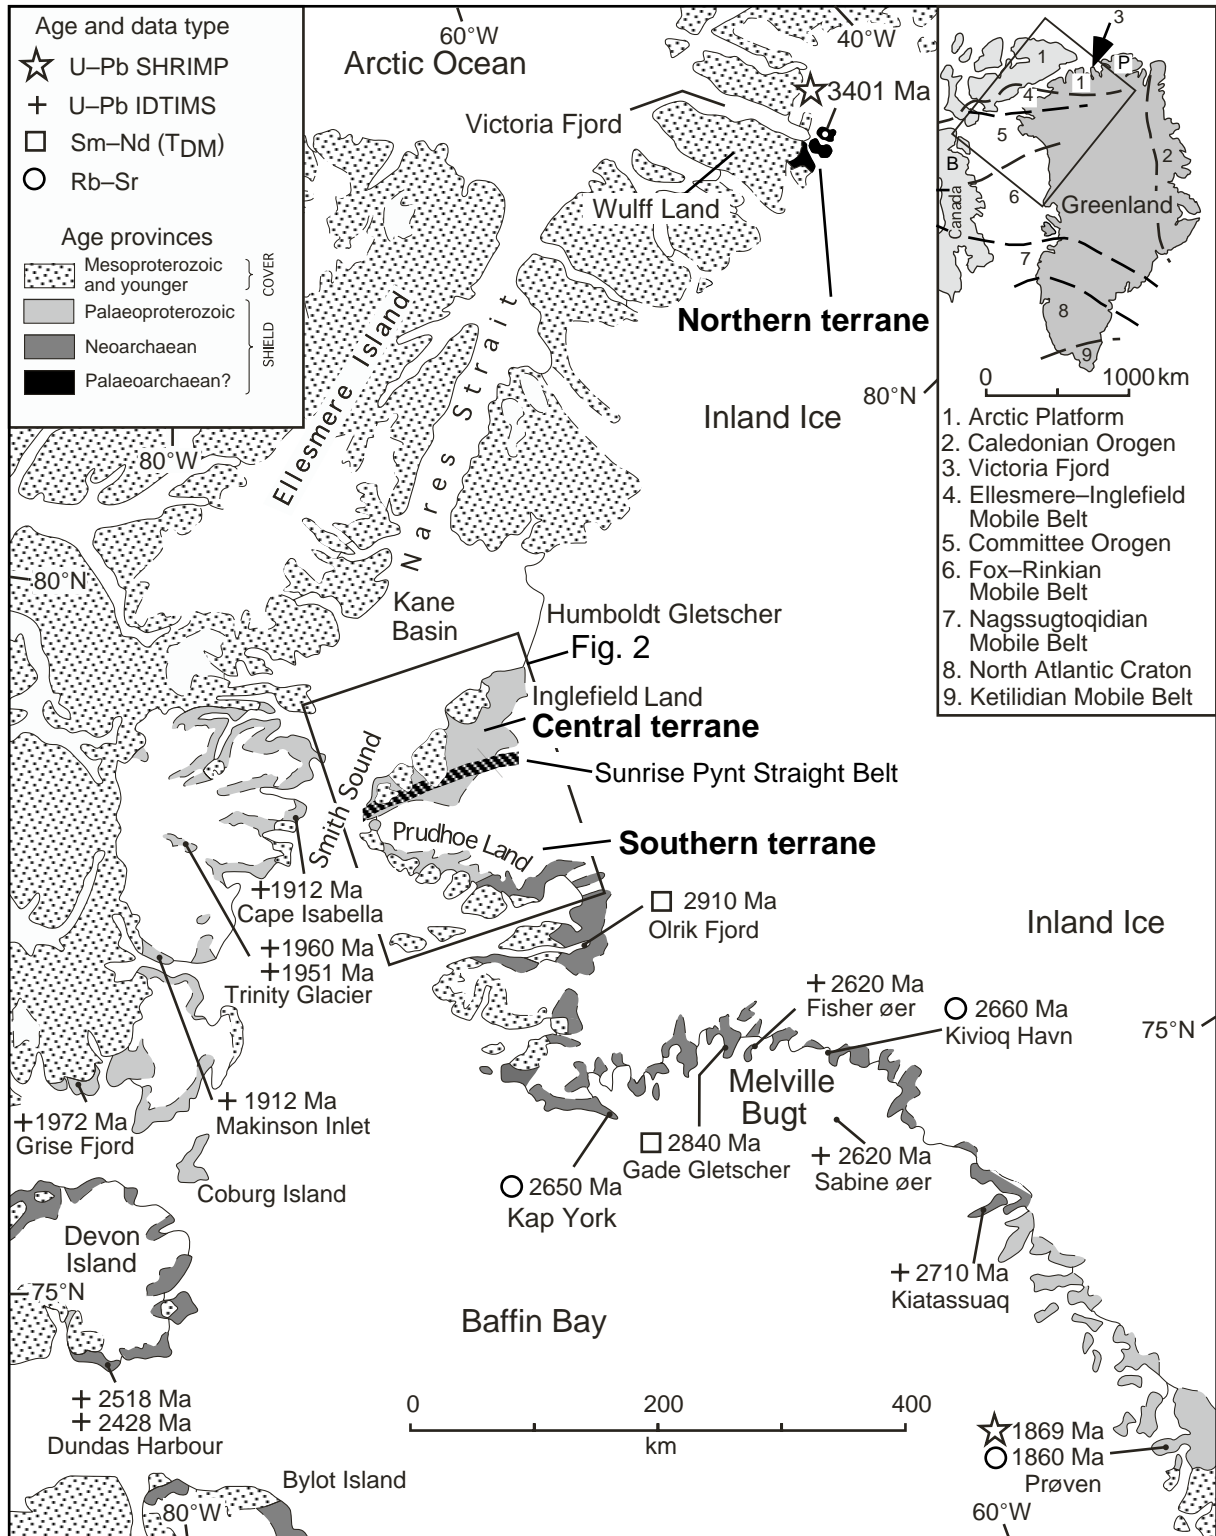 Age and data type
U–Pb SHRIMP
U–Pb IDTIMS
Sm–Nd (TDM)
Rb–Sr
Age provinces
Mesoproterozoic
and younger
COVER
Palaeoproterozoic
Neoarchaean
Palaeoarchaean?
SHIELD
60°W
40°W
Arctic Ocean
3401 Ma
Victoria Fjord
Wulff Land
Northern terrane
80°N
Inland Ice
80°W
Ellesmere Island
Nares Strait
80°N
Kane
Basin
Humboldt Gletscher
Fig. 2
Inglefield Land
Central terrane
Sunrise Pynt Straight Belt
Smith Sound
Prudhoe Land
Southern terrane
1912 Ma
Cape Isabella
2910 Ma
Olrik Fjord
Inland Ice
1960 Ma
1951 Ma
Trinity Glacier
2620 Ma
Fisher øer
2660 Ma
Kivioq Havn
75°N
1972 Ma
Grise Fjord
1912 Ma
Makinson Inlet
Melville
Bugt
2840 Ma
Gade Gletscher
2620 Ma
Sabine øer
Coburg Island
2650 Ma
Kap York
Devon
Island
75°N
2710 Ma
Kiatassuaq
Baffin Bay
2518 Ma
2428 Ma
Dundas Harbour
0
200
400
km
1869 Ma
1860 Ma
Prøven
Bylot Island
80°W
60°W
3
1
P
1
4
5
2
B
6
Canada
Greenland
7
8
9
0
1000 km
1. Arctic Platform
2. Caledonian Orogen
3. Victoria Fjord
4. Ellesmere–Inglefield
Mobile Belt
5. Committee Orogen
6. Fox–Rinkian
Mobile Belt
7. Nagssugtoqidian
Mobile Belt
8. North Atlantic Craton
9. Ketilidian Mobile Belt